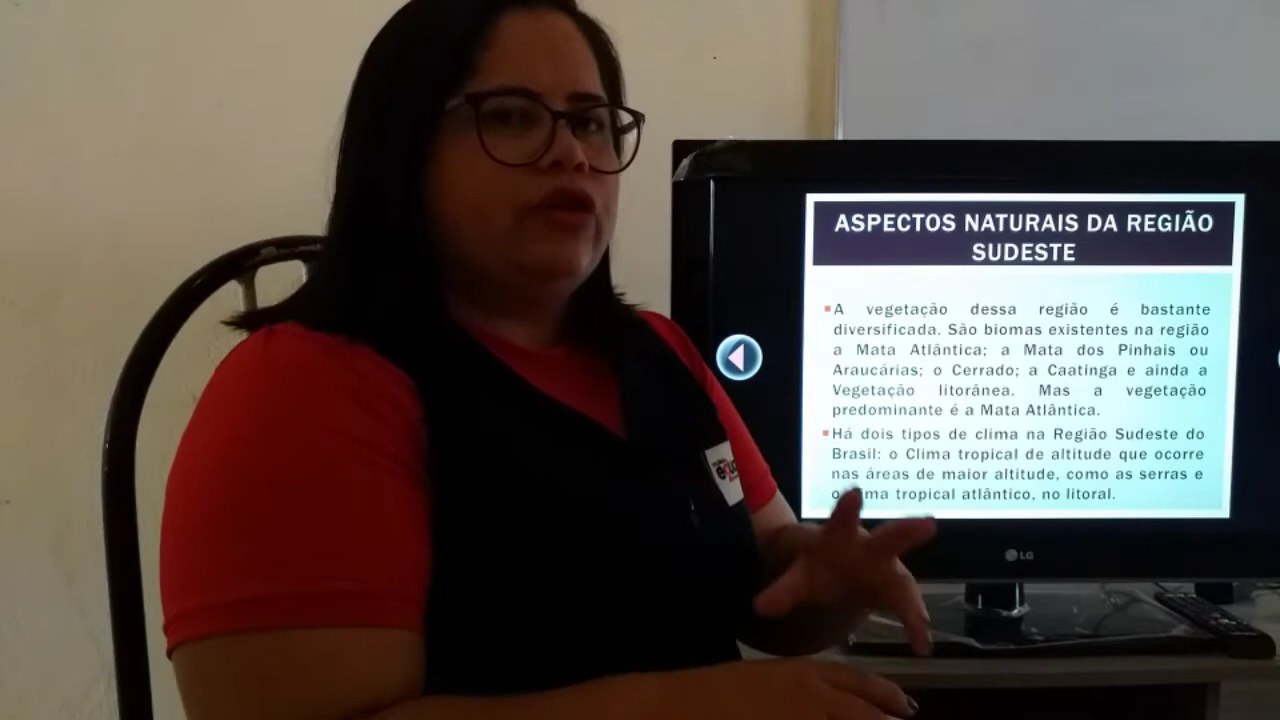 ASPECTOS NATURAIS DA REGIÃO
SUDESTE
A vegetação dessa região é bastante
diversificada. São biomas existentes na região
a Mata Atlântica; a Mata dos Pinhais ou
Araucárias; o Cerrado; a Caatinga e ainda a
Vegetação litorânea. Mas a vegetação
predominante é a Mata Atlântica.
Há dois tipos de clima na Região Sudeste do
Brasil: o Clima tropical de altitude que ocorre
nas áreas de maior altitude, como as serras e
tropical atlântico, no litoral.
LG